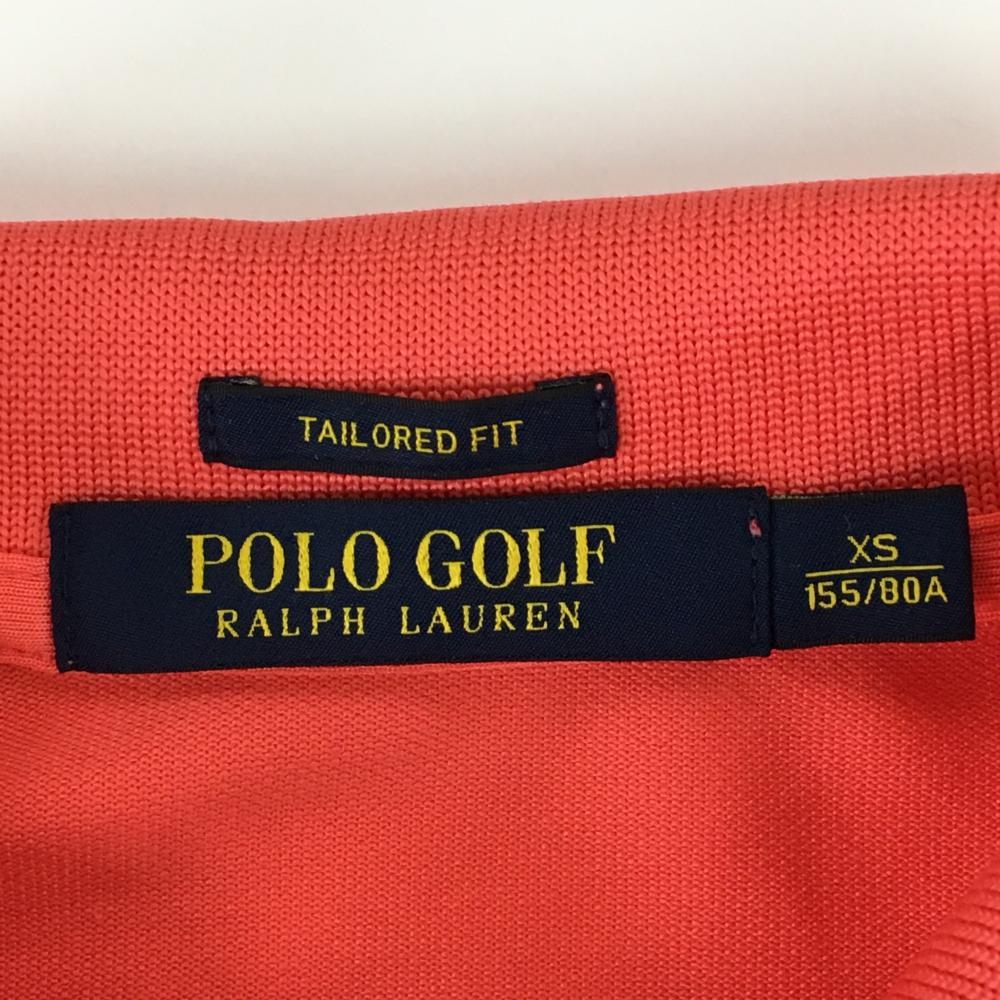 TAILORED FIT
POLO GOLF
RALPH LAUREN
XS
155/80A